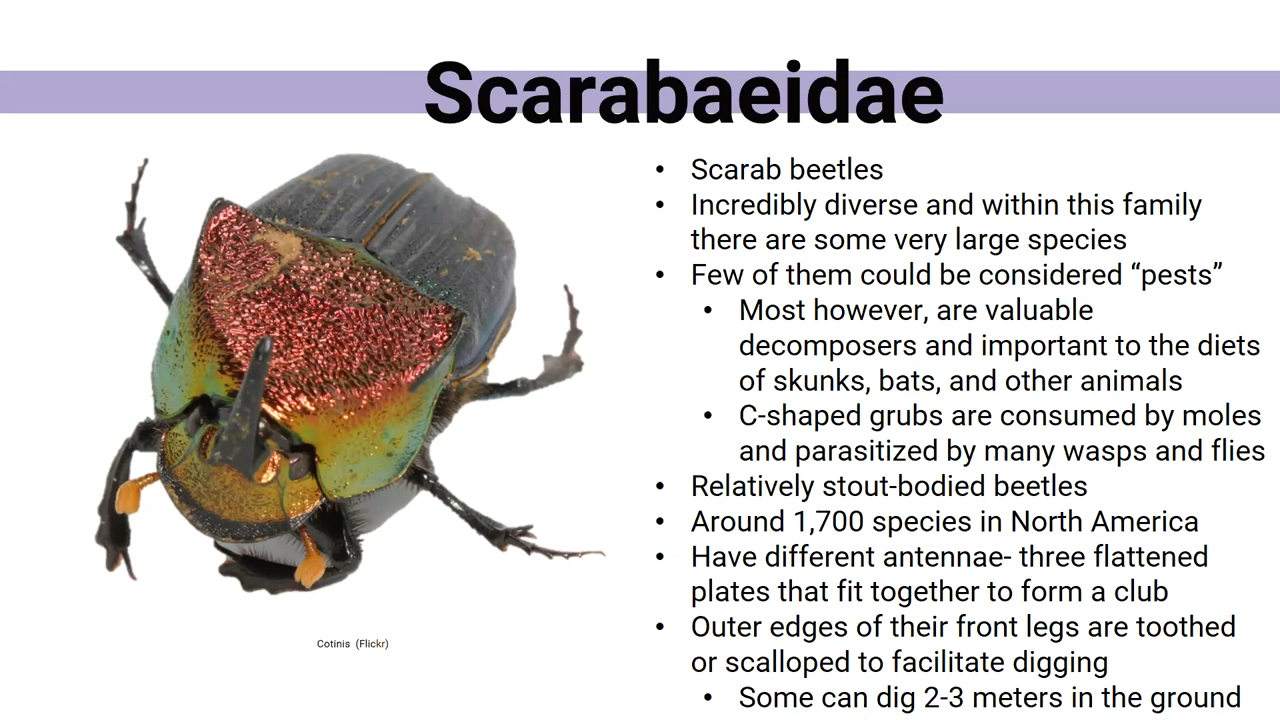 Scarabaeidae
• Scarab beetles
• Incredibly diverse and within this family
there are some very large species
• Few of them could be considered “pests”
• Most however, are valuable
decomposers and important to the diets
of skunks, bats, and other animals
• C-shaped grubs are consumed by moles
and parasitized by many wasps and flies
• Relatively stout-bodied beetles
• Around 1,700 species in North America
• Have different antennae- three flattened
plates that fit together to form a club
• Outer edges of their front legs are toothed
or scalloped to facilitate digging
• Some can dig 2-3 meters in the ground
Cotinis (Flickr)